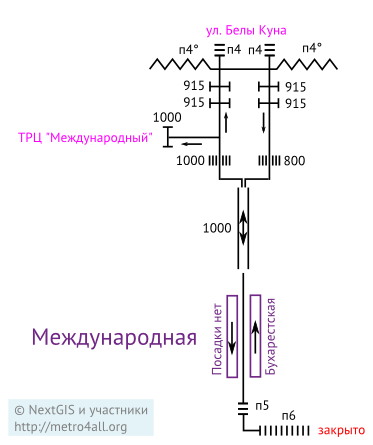 ул. Белы Куна
п4°
п4
п4
п4°
915
915
915
915
1000
ТРЦ "Международный"
1000
800
1000
Посадки нет
Бухарестская
Международная
п5
п6
закрыто
© NextGIS и участники
http://metro4all.org